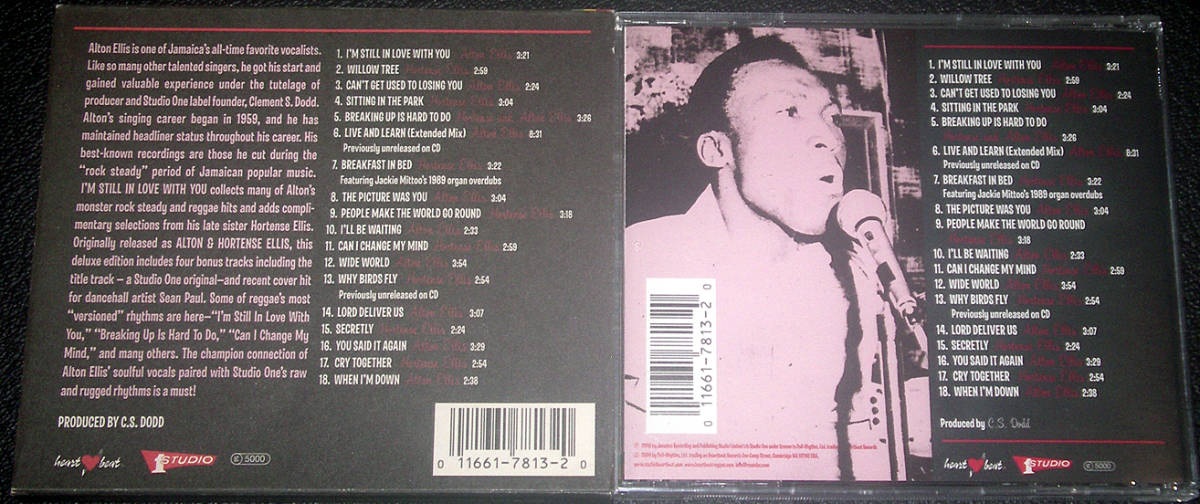 Alton Ellis is one of Jamaica's all-time favorite vocalists.
Like so many other talented singers, he got his start and
gained valuable experience under the tutelage of
producer and Studio One label founder, Clement S. Dodd.
Alton's singing career began in 1959, and he has
maintained headliner status throughout his career. His
best-known recordings are those he cut during the
"rock steady" period of Jamaican popular music.
I'M STILL IN LOVE WITH YOU collects many of Alton's
monster rock steady and reggae hits and adds compli-
mentary selections from his late sister Hortense Ellis.
Originally released as ALTON & HORTENSE ELLIS, this
deluxe edition includes four bonus tracks including the
title track – a Studio One original–and recent cover hit
for dancehall artist Sean Paul. Some of reggae's most
"versioned" rhythms are here–"I'm Still In Love With
You," "Breaking Up Is Hard To Do," "Can I Change My
Mind," and many others. The champion connection of
Alton Ellis' soulful vocals paired with Studio One's raw
and rugged rhythms is a must!
PRODUCED BY C.S. DODD
heart beat STUDIO 5000
1. I'M STILL IN LOVE WITH YOU Alton Ellis 3:21
2. WILLOW TREE Hortense Ellis 2:59
3. CAN'T GET USED TO LOSING YOU Alton Ellis 2:24
4. SITTING IN THE PARK Hortense Ellis 3:04
5. BREAKING UP IS HARD TO DO Hortense and Alton Ellis 3:26
6. LIVE AND LEARN (Extended Mix) Alton Ellis 8:31
Previously unreleased on CD
7. BREAKFAST IN BED Hortense Ellis 3:22
Featuring Jackie Mittoo's 1989 organ overdubs
8. THE PICTURE WAS YOU Alton Ellis 3:04
9. PEOPLE MAKE THE WORLD GO ROUND Hortense Ellis 3:18
10. I'LL BE WAITING Alton Ellis 2:33
11. CAN I CHANGE MY MIND Hortense Ellis 2:59
12. WIDE WORLD Alton Ellis 3:54
13. WHY BIRDS FLY Hortense Ellis 2:54
Previously unreleased on CD
14. LORD DELIVER US Alton Ellis 3:07
15. SECRETLY Hortense Ellis 2:24
16. YOU SAID IT AGAIN Alton Ellis 3:29
17. CRY TOGETHER Hortense Ellis 2:54
18. WHEN I'M DOWN Alton Ellis 2:38
0 11661-7813-2 0
0 11661-7813-2 0
1. I'M STILL IN LOVE WITH YOU Alton Ellis 3:21
2. WILLOW TREE Hortense Ellis 2:59
3. CAN'T GET USED TO LOSING YOU Alton Ellis 2:24
4. SITTING IN THE PARK Hortense Ellis 3:04
5. BREAKING UP IS HARD TO DO
Hortense and Alton Ellis 3:26
6. LIVE AND LEARN (Extended Mix) Alton Ellis 8:31
Previously unreleased on CD
7. BREAKFAST IN BED Hortense Ellis 3:22
Featuring Jackie Mittoo's 1989 organ overdubs
8. THE PICTURE WAS YOU Alton Ellis 3:04
9. PEOPLE MAKE THE WORLD GO ROUND
Hortense Ellis 3:18
10. I'LL BE WAITING Alton Ellis 2:33
11. CAN I CHANGE MY MIND Hortense Ellis 2:59
12. WIDE WORLD Alton Ellis 3:54
13. WHY BIRDS FLY Hortense Ellis 2:54
Previously unreleased on CD
14. LORD DELIVER US Alton Ellis 3:07
15. SECRETLY Hortense Ellis 2:24
16. YOU SAID IT AGAIN Alton Ellis 3:29
17. CRY TOGETHER Hortense Ellis 2:54
18. WHEN I'M DOWN Alton Ellis 2:38
Produced by C.S. Dodd
heart beat STUDIO 5000